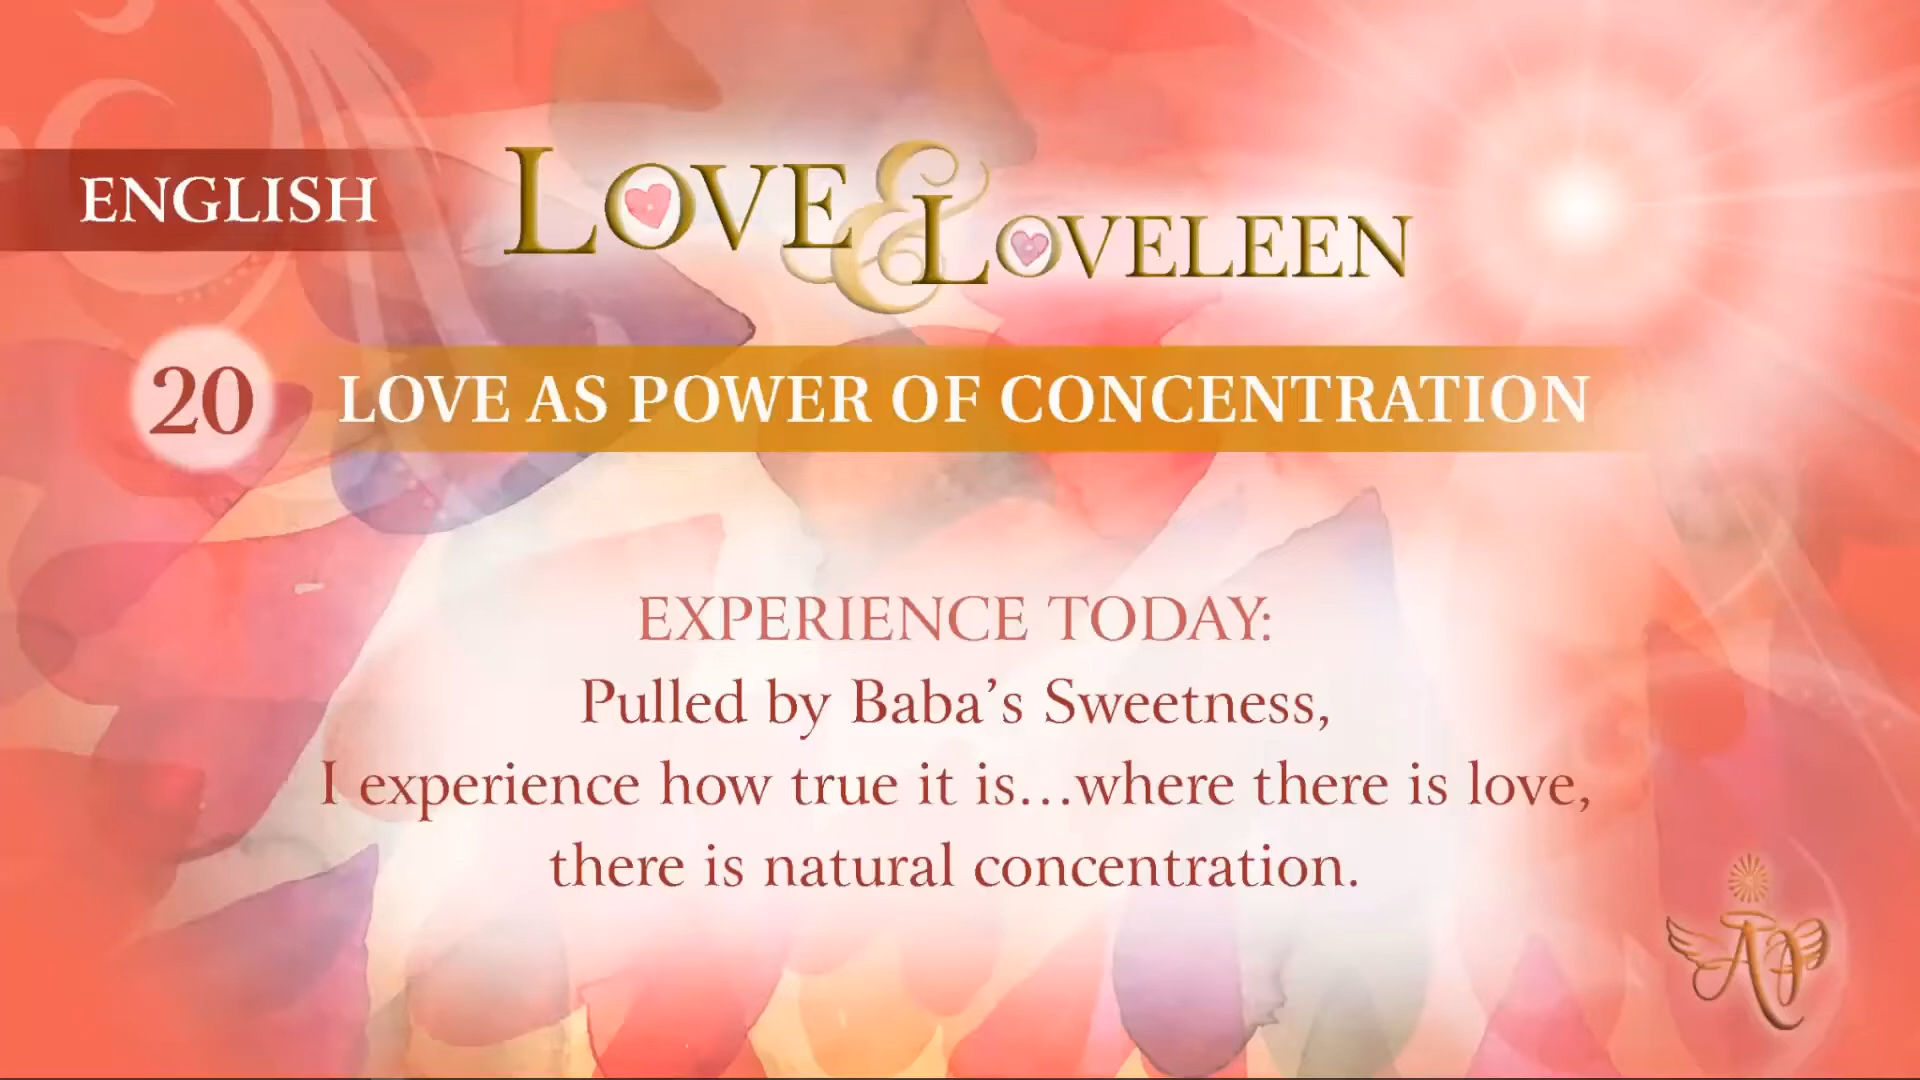 ENGLISH
LOVE & LOVELEEN
20
LOVE AS POWER OF CONCENTRATION
EXPERIENCE TODAY:
Pulled by Baba’s Sweetness,
I experience how true it is...where there is love,
there is natural concentration.